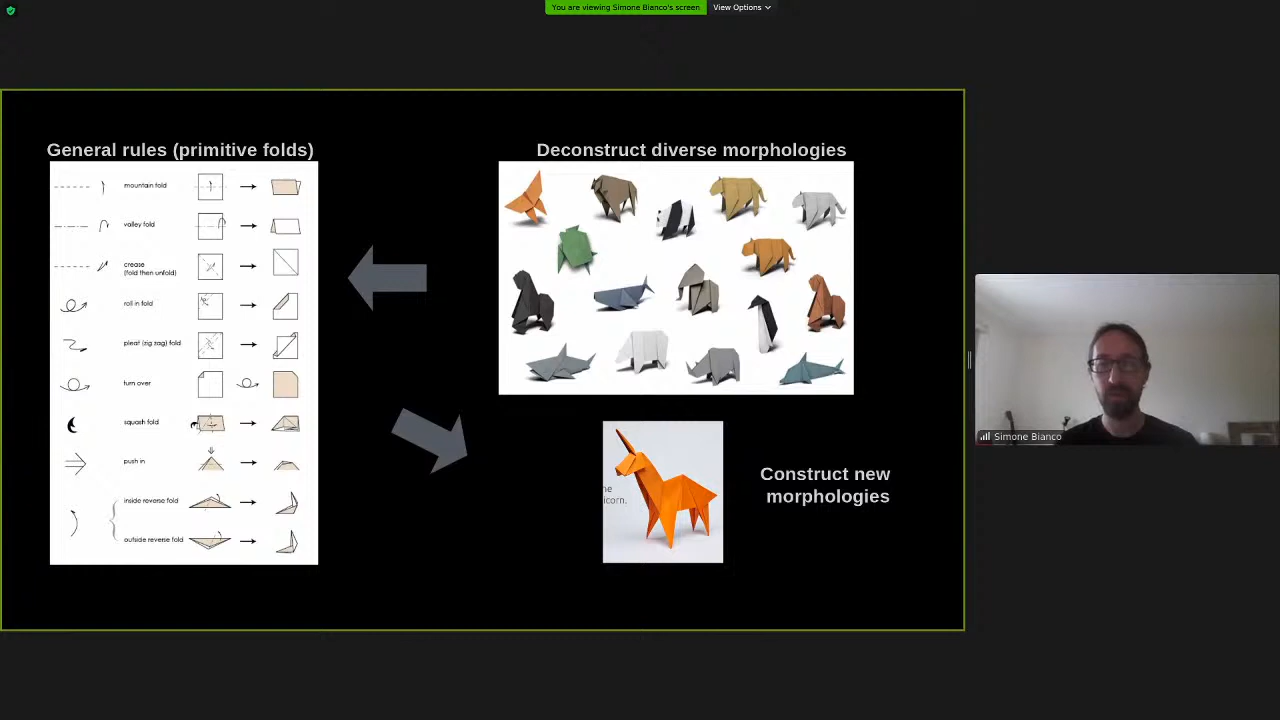 You are viewing Simone Bianco's screen
View Options
General rules (primitive folds)
mountain fold
valley fold
crease
(fold then unfold)
roll in fold
pleat (zig zag) fold
turn over
squash fold
push in
inside reverse fold
outside reverse fold
Deconstruct diverse morphologies
icorn.
Construct new
morphologies
Simone Bianco